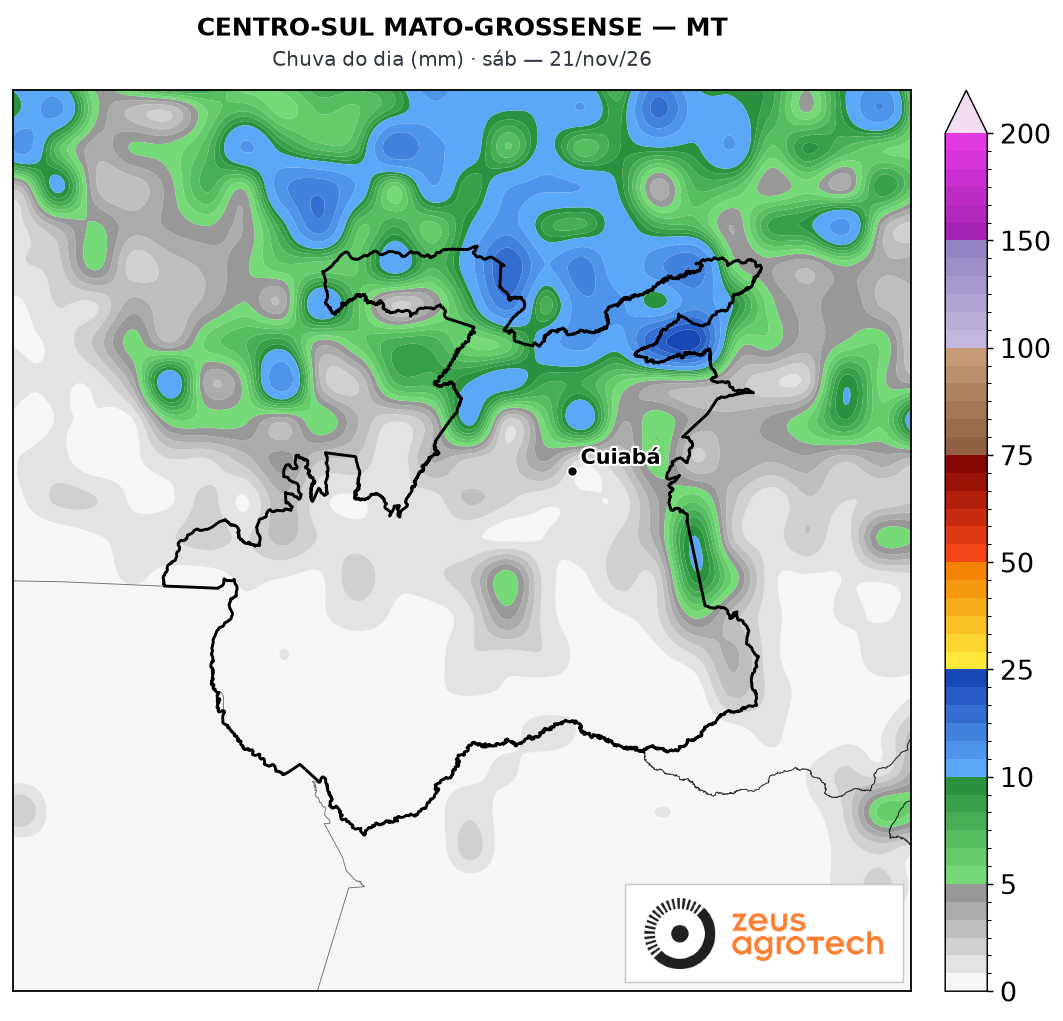 CENTRO-SUL MATO-GROSSENSE — MT
Chuva do dia (mm) · sáb — 21/nov/26
200
150
100
75
50
25
10
5
0
Cuiabá
zeus
agrotech